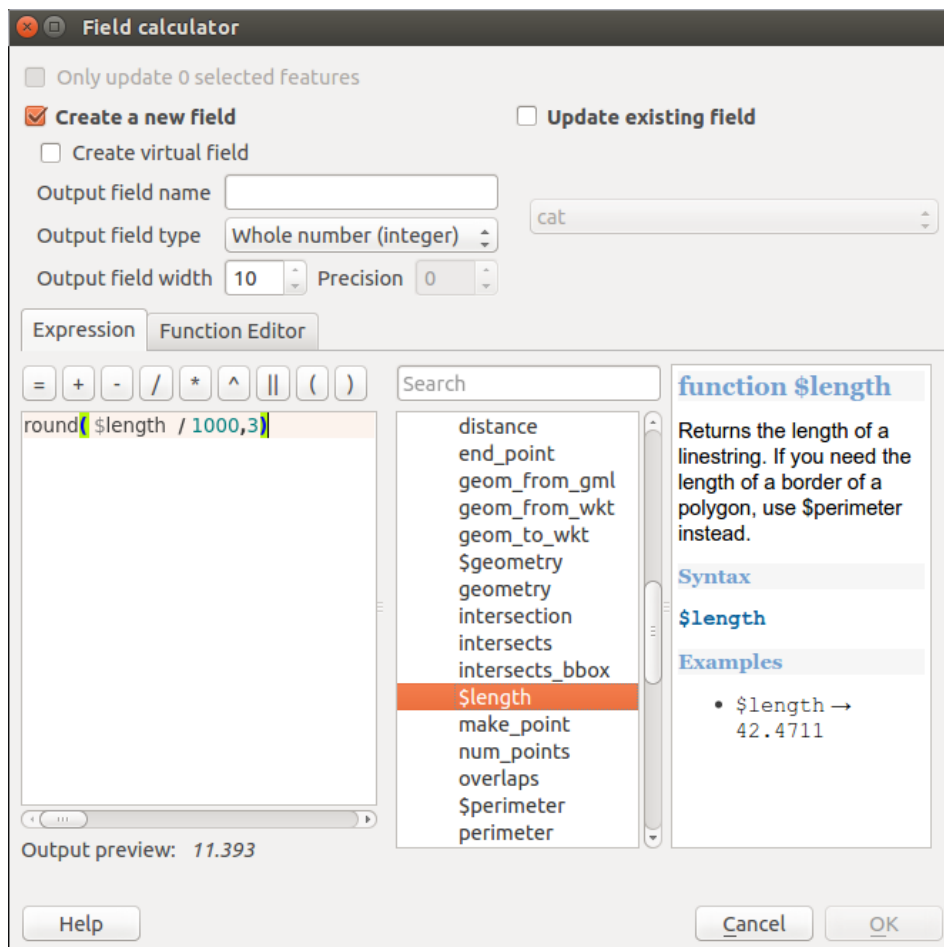 Field calculator
Only update 0 selected features
Create a new field
Update existing field
Create virtual field
Output field name
cat
Output field type Whole number (integer)
Output field width 10 Precision 0
Expression Function Editor
= + - / * ^ || ( )
round( $length / 1000,3)
Output preview: 11.393
Search
distance
end_point
geom_from_gml
geom_from_wkt
geom_to_wkt
$geometry
geometry
intersection
intersects
intersects_bbox
$length
make_point
num_points
overlaps
$perimeter
perimeter
function $length
Returns the length of a
linestring. If you need the
length of a border of a
polygon, use $perimeter
instead.
Syntax
$length
Examples
• $length →
42.4711
Help
Cancel
OK